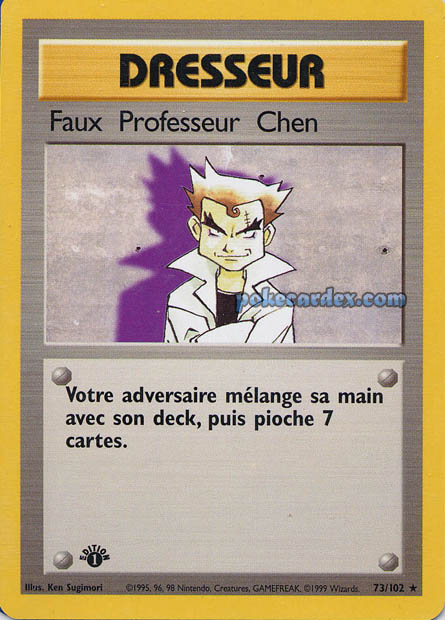 DRESSEUR
Faux Professeur Chen
pokecardex.com
Votre adversaire mélange sa main
avec son deck, puis pioche 7
cartes.
EDITION
1
Illus. Ken Sugimori ©1995, 96, 98 Nintendo, Creatures, GAMEFREAK. ©1999 Wizards. 73/102 ★